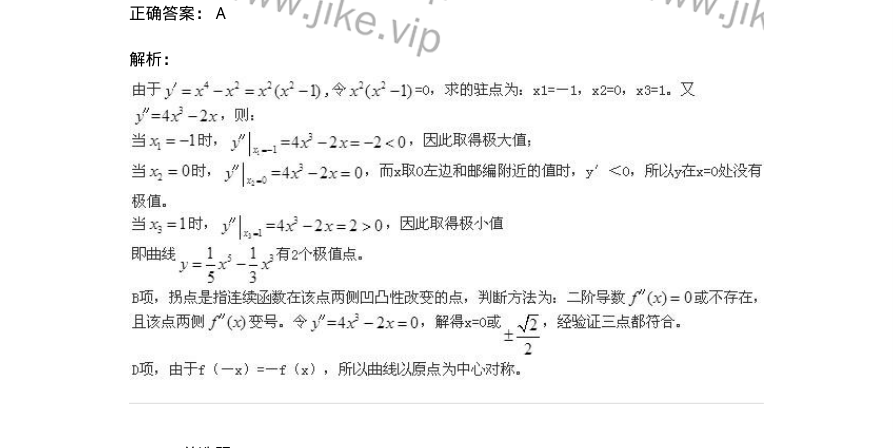 www.jike.vip
正确答案： A
解析：
由于 y′ = x⁴ − x² = x²(x² −1) ,令 x²(x² −1)=0，求的驻点为：x1=−1，x2=0，x3=1。又
y″=4x³ − 2x，则：
当 x₁ = −1时， y″|ₓ₁₌₋₁ =4x³ − 2x= −2 < 0，因此取得极大值；
当 x₂ = 0时， y″|ₓ₂₌₀ =4x³ − 2x = 0，而x取0左边和邮编附近的值时，y′<0，所以y在x=0处没有
极值。
当 x₃ =1时， y″|ₓ₃₌₁ =4x³ − 2x = 2 > 0，因此取得极小值
即曲线 y = 1/5 x⁵ − 1/3 x³ 有2个极值点。
B项，拐点是指连续函数在该点两侧凹凸性改变的点，判断方法为：二阶导数 f″(x) = 0 或不存在，
且该点两侧 f″(x) 变号。令 y″=4x³ − 2x = 0，解得x=0或 ±√2/2，经验证三点都符合。
D项，由于f（−x）=−f（x），所以曲线以原点为中心对称。